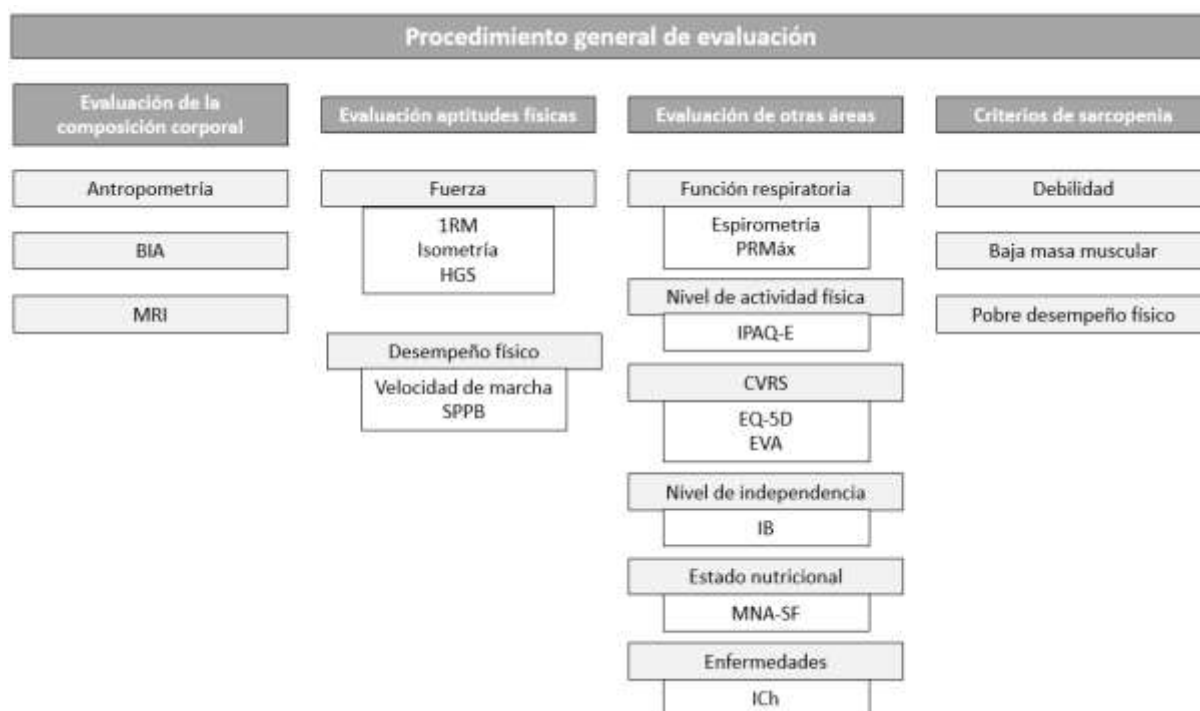 Procedimiento general de evaluación
Evaluación de la
composición corporal
Antropometría
BIA
MRI
Evaluación aptitudes físicas
Fuerza
1RM
Isometría
HGS
Desempeño físico
Velocidad de marcha
SPPB
Evaluación de otras áreas
Función respiratoria
Espirometría
PRMáx
Nivel de actividad física
IPAQ-E
CVRS
EQ-5D
EVA
Nivel de independencia
IB
Estado nutricional
MNA-SF
Enfermedades
ICh
Criterios de sarcopenia
Debilidad
Baja masa muscular
Pobre desempeño físico